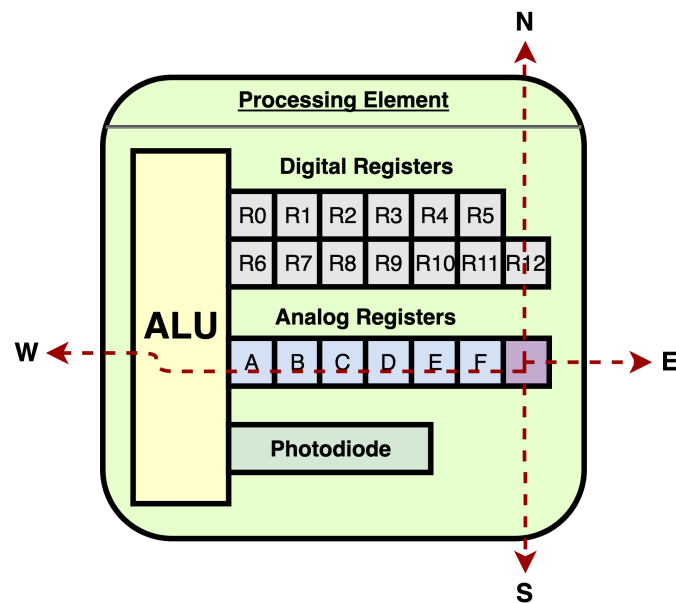 N
Processing Element
Digital Registers
R0 R1 R2 R3 R4 R5
R6 R7 R8 R9 R10 R11 R12
ALU
Analog Registers
W
A B C D E F
E
Photodiode
S